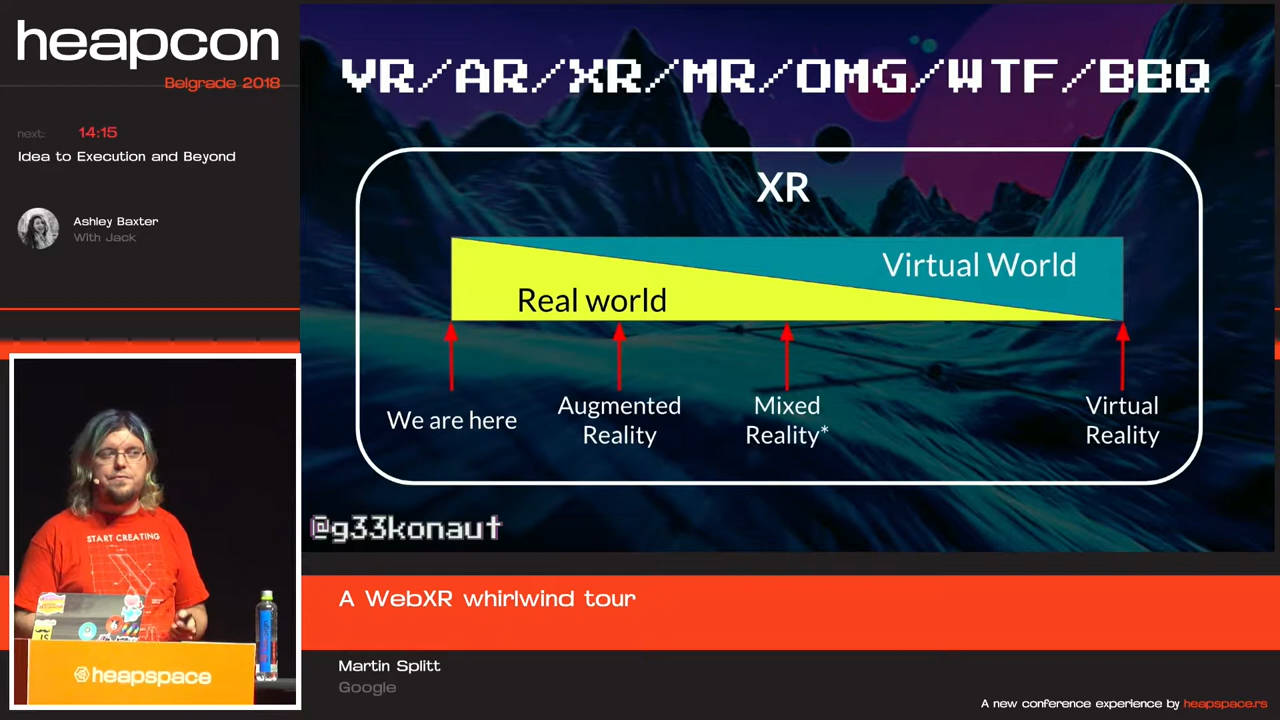 heapcon
Belgrade 2018
next: 14:15
Idea to Execution and Beyond
Ashley Baxter
With Jack
VR/AR/XR/MR/OMG/WTF/BBQ
XR
Virtual World
Real world
We are here
Augmented
Reality
Mixed
Reality*
Virtual
Reality
@g33konaut
START CREATING
JS
heapspace
A WebXR whirlwind tour
Martin Splitt
Google
A new conference experience by heapspace.rs